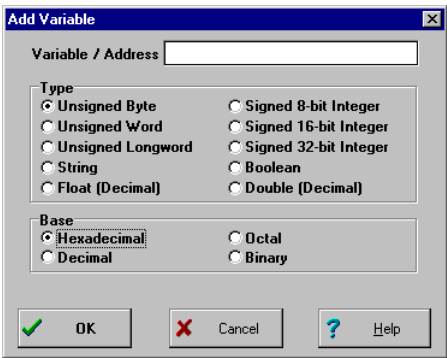 Add Variable
Variable / Address
Type
Unsigned Byte
Signed 8-bit Integer
Unsigned Word
Signed 16-bit Integer
Unsigned Longword
Signed 32-bit Integer
String
Boolean
Float (Decimal)
Double (Decimal)
Base
Hexadecimal
Octal
Decimal
Binary
OK
Cancel
Help